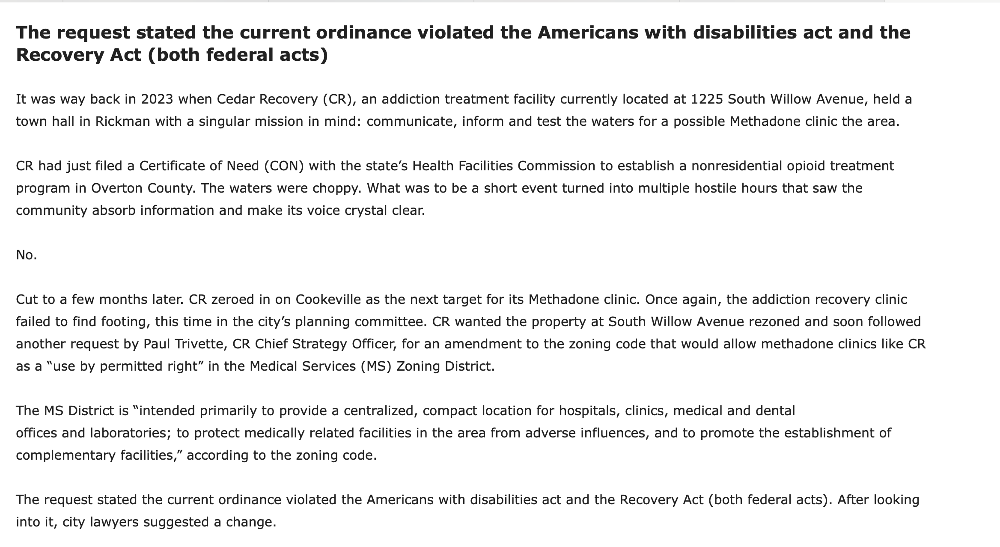 The request stated the current ordinance violated the Americans with disabilities act and the
Recovery Act (both federal acts)
It was way back in 2023 when Cedar Recovery (CR), an addiction treatment facility currently located at 1225 South Willow Avenue, held a
town hall in Rickman with a singular mission in mind: communicate, inform and test the waters for a possible Methadone clinic the area.
CR had just filed a Certificate of Need (CON) with the state’s Health Facilities Commission to establish a nonresidential opioid treatment
program in Overton County. The waters were choppy. What was to be a short event turned into multiple hostile hours that saw the
community absorb information and make its voice crystal clear.
No.
Cut to a few months later. CR zeroed in on Cookeville as the next target for its Methadone clinic. Once again, the addiction recovery clinic
failed to find footing, this time in the city’s planning committee. CR wanted the property at South Willow Avenue rezoned and soon followed
another request by Paul Trivette, CR Chief Strategy Officer, for an amendment to the zoning code that would allow methadone clinics like CR
as a “use by permitted right” in the Medical Services (MS) Zoning District.
The MS District is “intended primarily to provide a centralized, compact location for hospitals, clinics, medical and dental
offices and laboratories; to protect medically related facilities in the area from adverse influences, and to promote the establishment of
complementary facilities,” according to the zoning code.
The request stated the current ordinance violated the Americans with disabilities act and the Recovery Act (both federal acts). After looking
into it, city lawyers suggested a change.